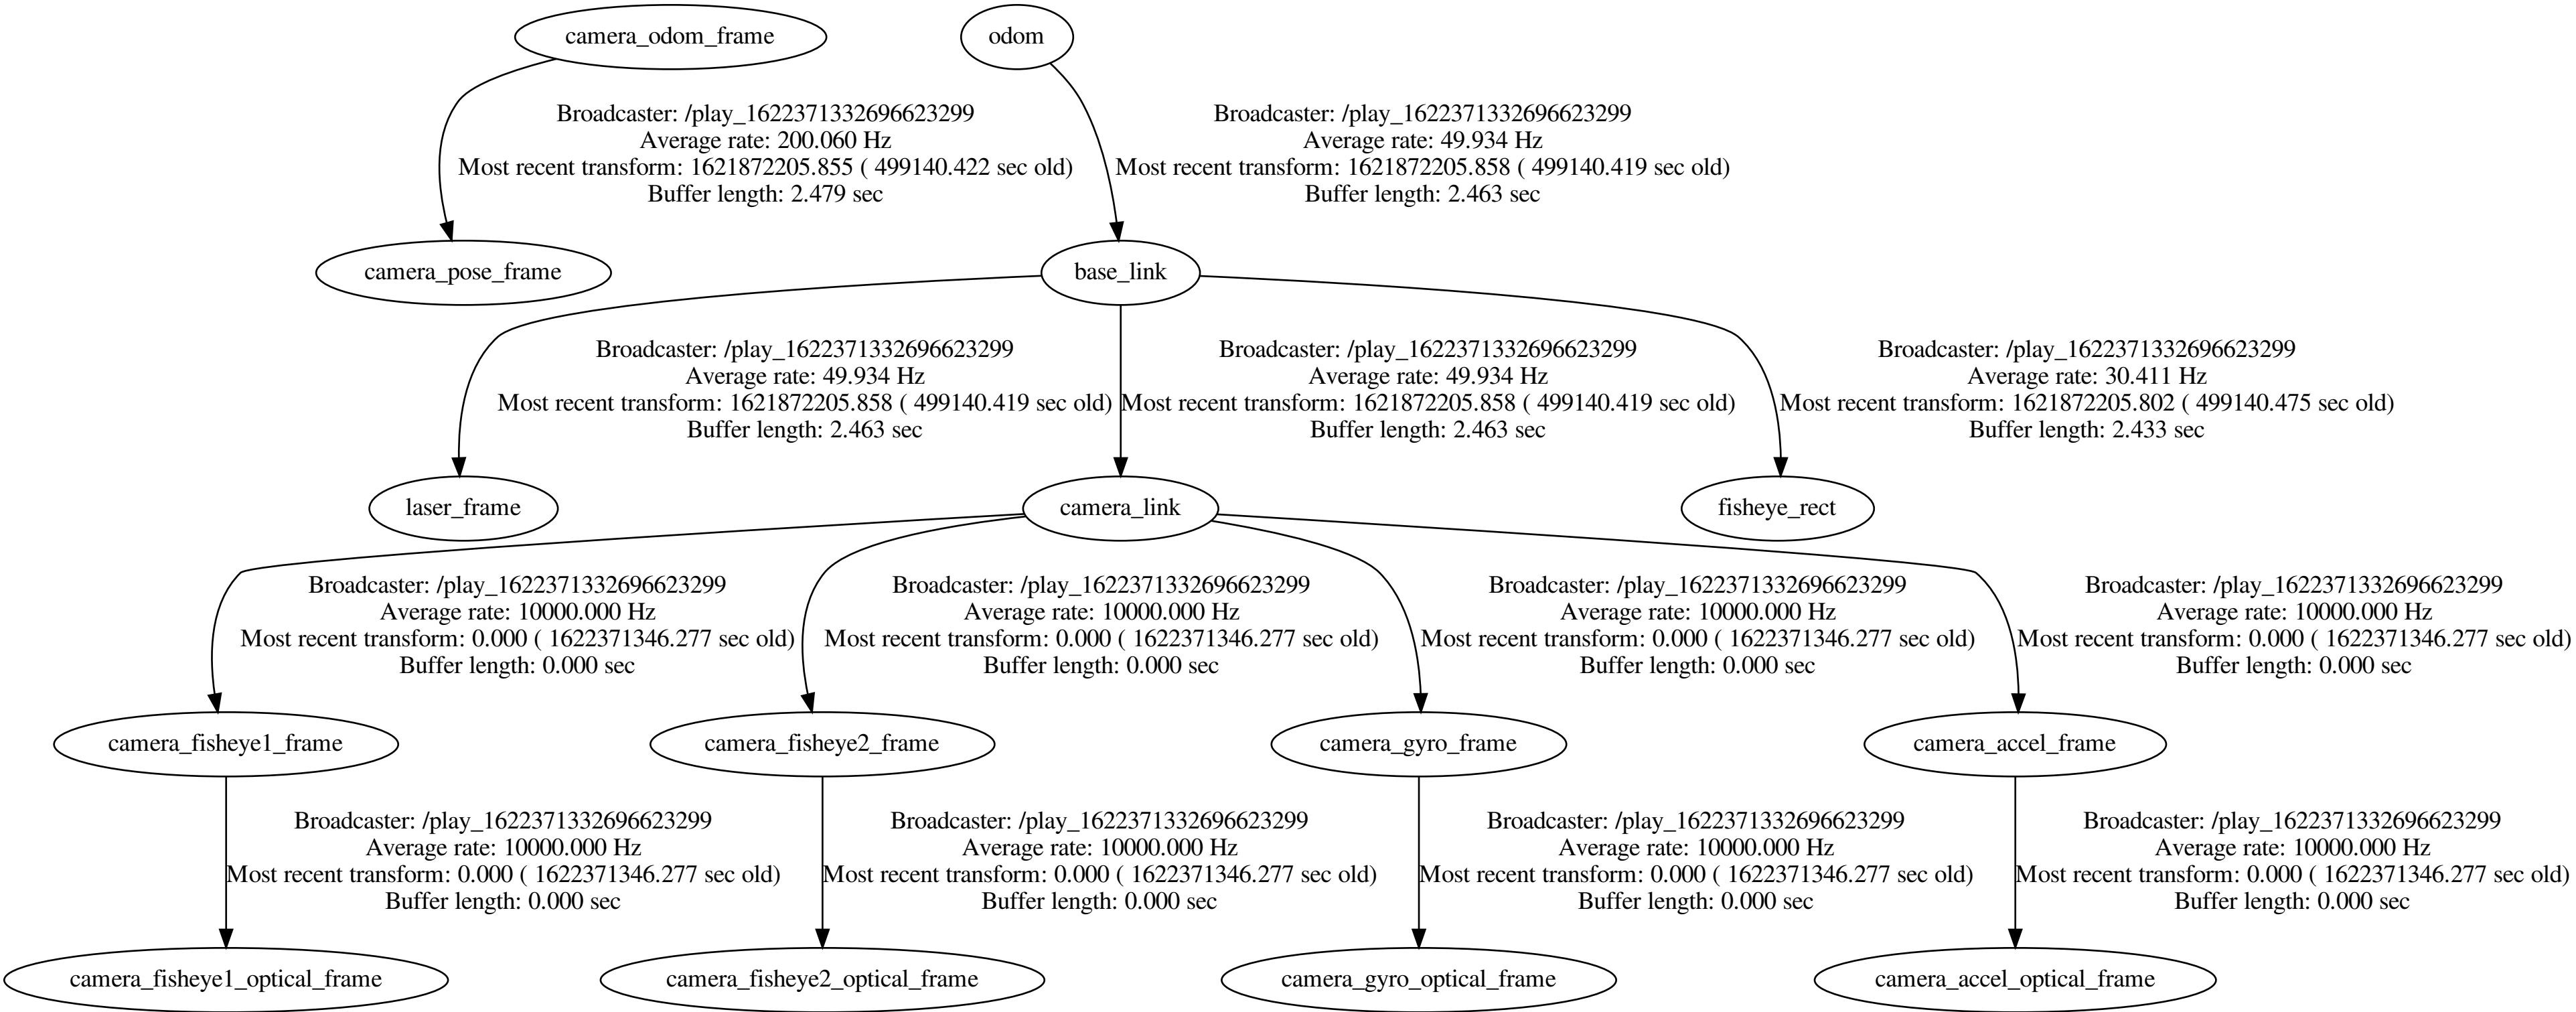 camera_odom_frame
odom
Broadcaster: /play_1622371332696623299
Average rate: 200.060 Hz
Most recent transform: 1621872205.855 ( 499140.422 sec old)
Buffer length: 2.479 sec
Broadcaster: /play_1622371332696623299
Average rate: 49.934 Hz
Most recent transform: 1621872205.858 ( 499140.419 sec old)
Buffer length: 2.463 sec
camera_pose_frame
base_link
Broadcaster: /play_1622371332696623299
Average rate: 49.934 Hz
Most recent transform: 1621872205.858 ( 499140.419 sec old)
Buffer length: 2.463 sec
Broadcaster: /play_1622371332696623299
Average rate: 49.934 Hz
Most recent transform: 1621872205.858 ( 499140.419 sec old)
Buffer length: 2.463 sec
Broadcaster: /play_1622371332696623299
Average rate: 30.411 Hz
Most recent transform: 1621872205.802 ( 499140.475 sec old)
Buffer length: 2.433 sec
laser_frame
camera_link
fisheye_rect
Broadcaster: /play_1622371332696623299
Average rate: 10000.000 Hz
Most recent transform: 0.000 ( 1622371346.277 sec old)
Buffer length: 0.000 sec
Broadcaster: /play_1622371332696623299
Average rate: 10000.000 Hz
Most recent transform: 0.000 ( 1622371346.277 sec old)
Buffer length: 0.000 sec
Broadcaster: /play_1622371332696623299
Average rate: 10000.000 Hz
Most recent transform: 0.000 ( 1622371346.277 sec old)
Buffer length: 0.000 sec
Broadcaster: /play_1622371332696623299
Average rate: 10000.000 Hz
Most recent transform: 0.000 ( 1622371346.277 sec old)
Buffer length: 0.000 sec
camera_fisheye1_frame
camera_fisheye2_frame
camera_gyro_frame
camera_accel_frame
Broadcaster: /play_1622371332696623299
Average rate: 10000.000 Hz
Most recent transform: 0.000 ( 1622371346.277 sec old)
Buffer length: 0.000 sec
Broadcaster: /play_1622371332696623299
Average rate: 10000.000 Hz
Most recent transform: 0.000 ( 1622371346.277 sec old)
Buffer length: 0.000 sec
Broadcaster: /play_1622371332696623299
Average rate: 10000.000 Hz
Most recent transform: 0.000 ( 1622371346.277 sec old)
Buffer length: 0.000 sec
Broadcaster: /play_1622371332696623299
Average rate: 10000.000 Hz
Most recent transform: 0.000 ( 1622371346.277 sec old)
Buffer length: 0.000 sec
camera_fisheye1_optical_frame
camera_fisheye2_optical_frame
camera_gyro_optical_frame
camera_accel_optical_frame